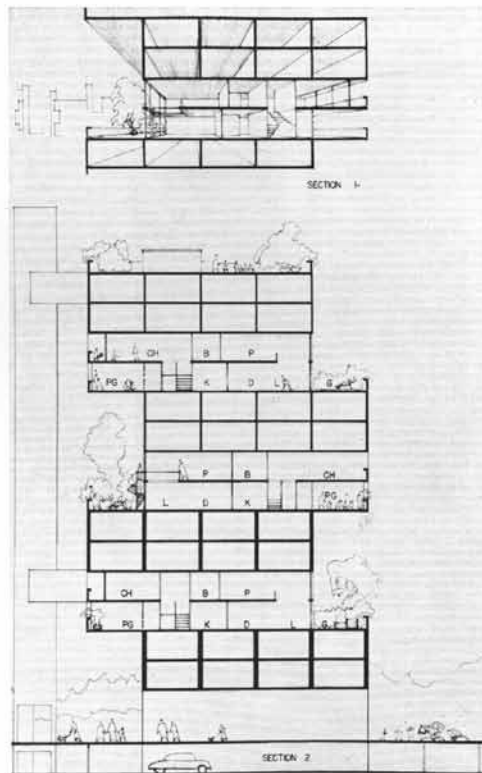 SECTION 1
CH B P
PG K D L G
P B CH
L D K PG
CH B P
PG K D L G
SECTION 2